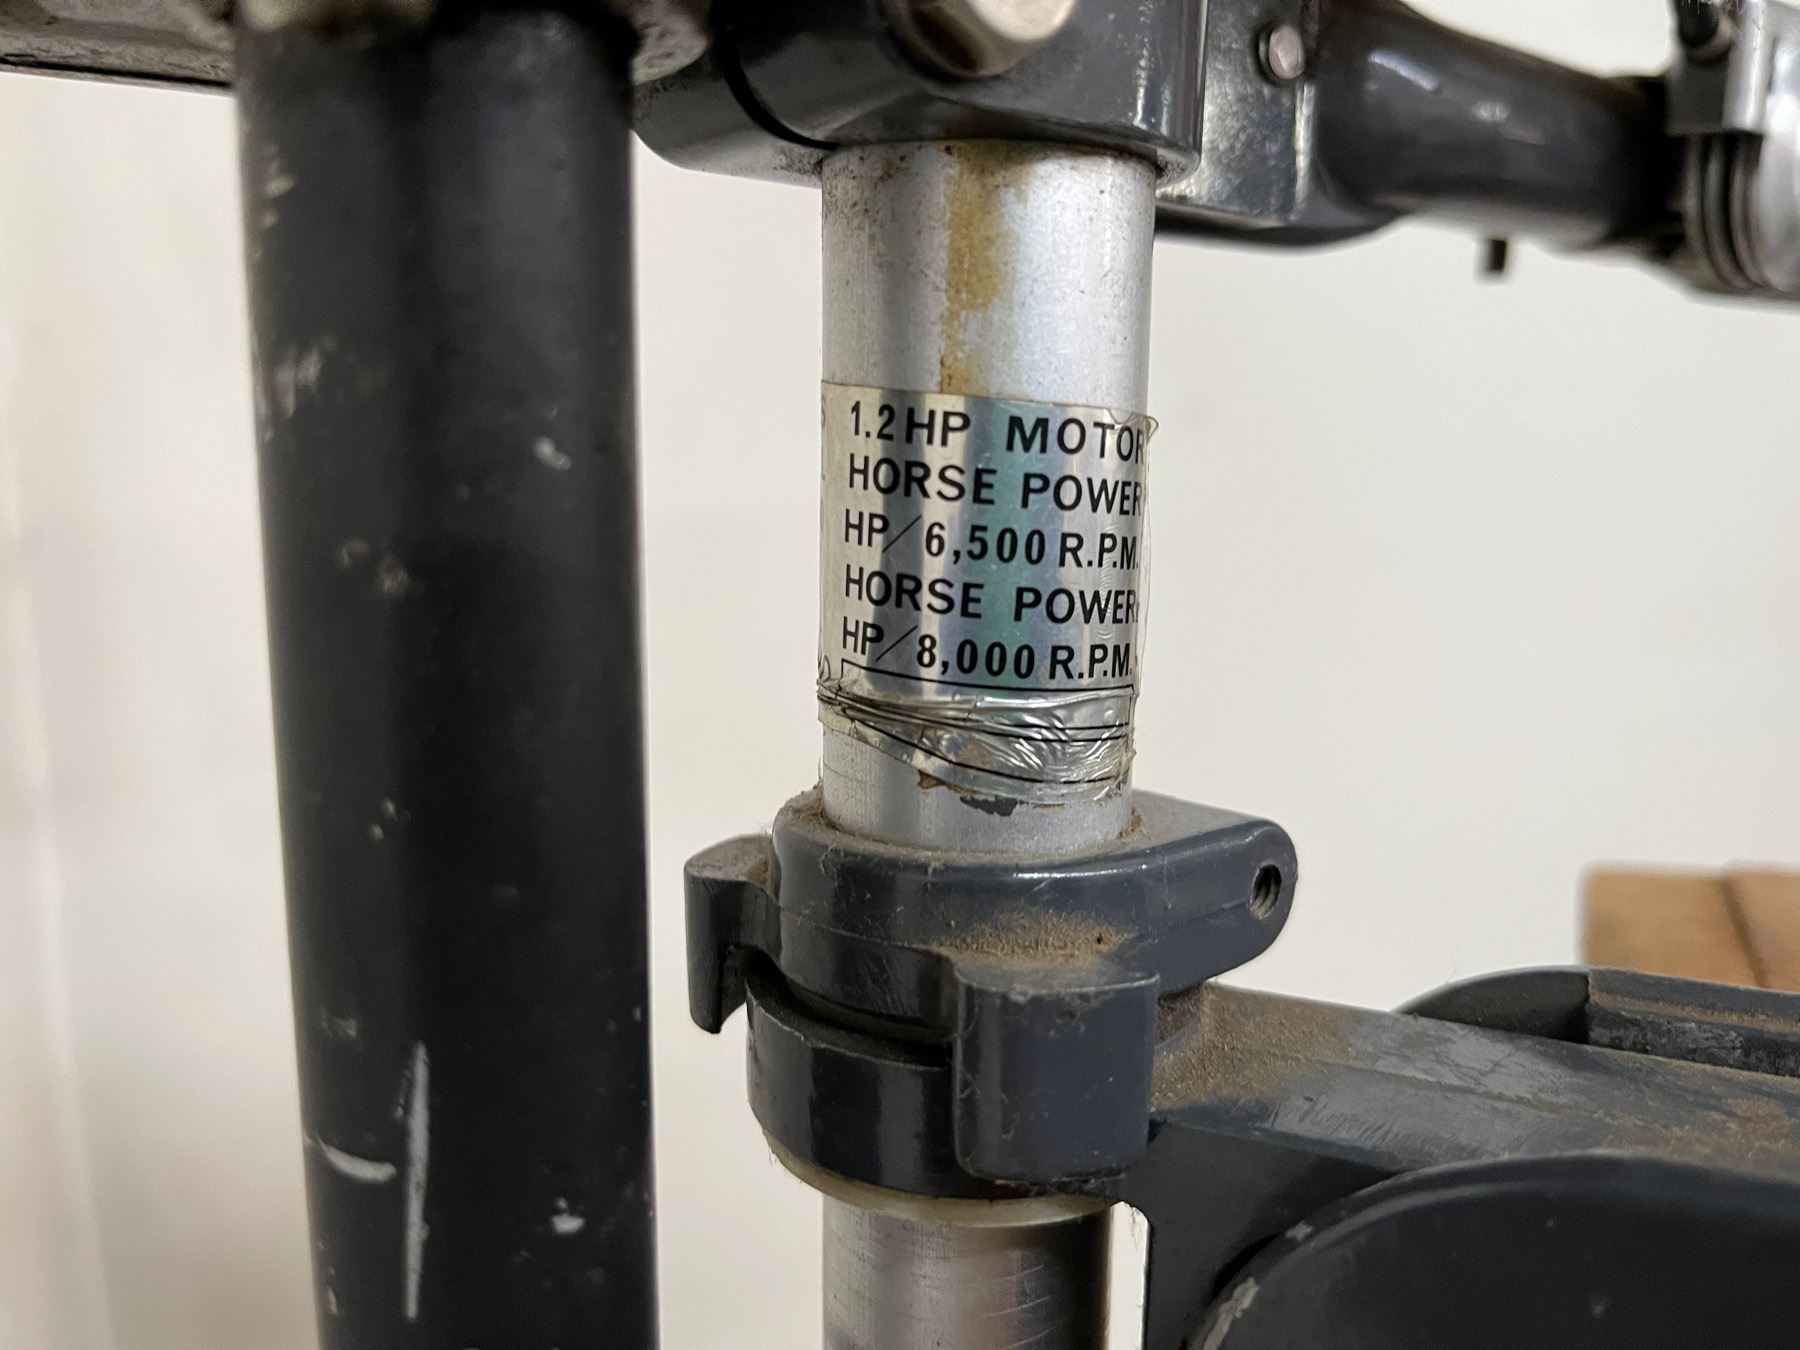 1.2HP MOTOR
HORSE POWER
HP/6,500 R.P.M.
HORSE POWER
HP/8,000 R.P.M.